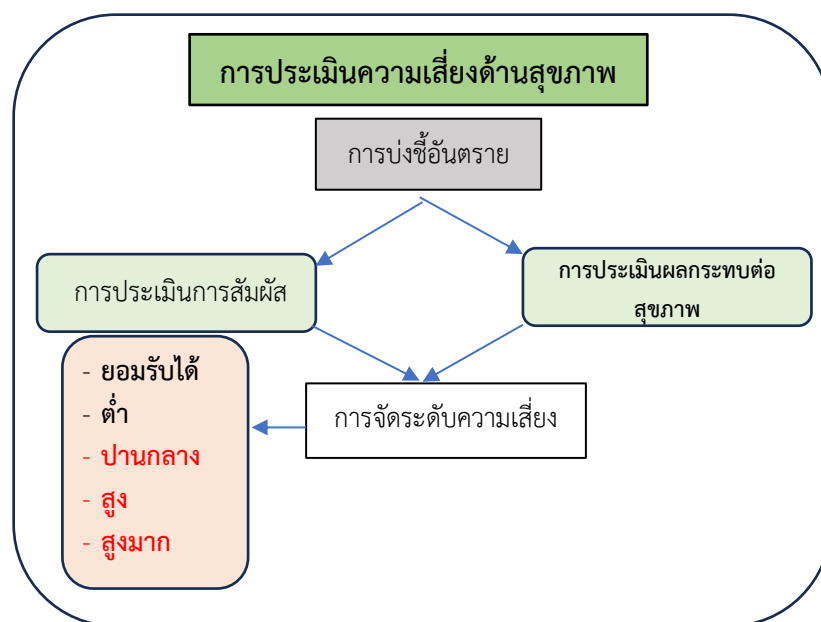 การประเมินความเสี่ยงด้านสุขภาพ
การบ่งชี้อันตราย
การประเมินการสัมผัส
การประเมินผลกระทบต่อ
สุขภาพ
การจัดระดับความเสี่ยง
- ยอมรับได้
- ต่ำ
- ปานกลาง
- สูง
- สูงมาก